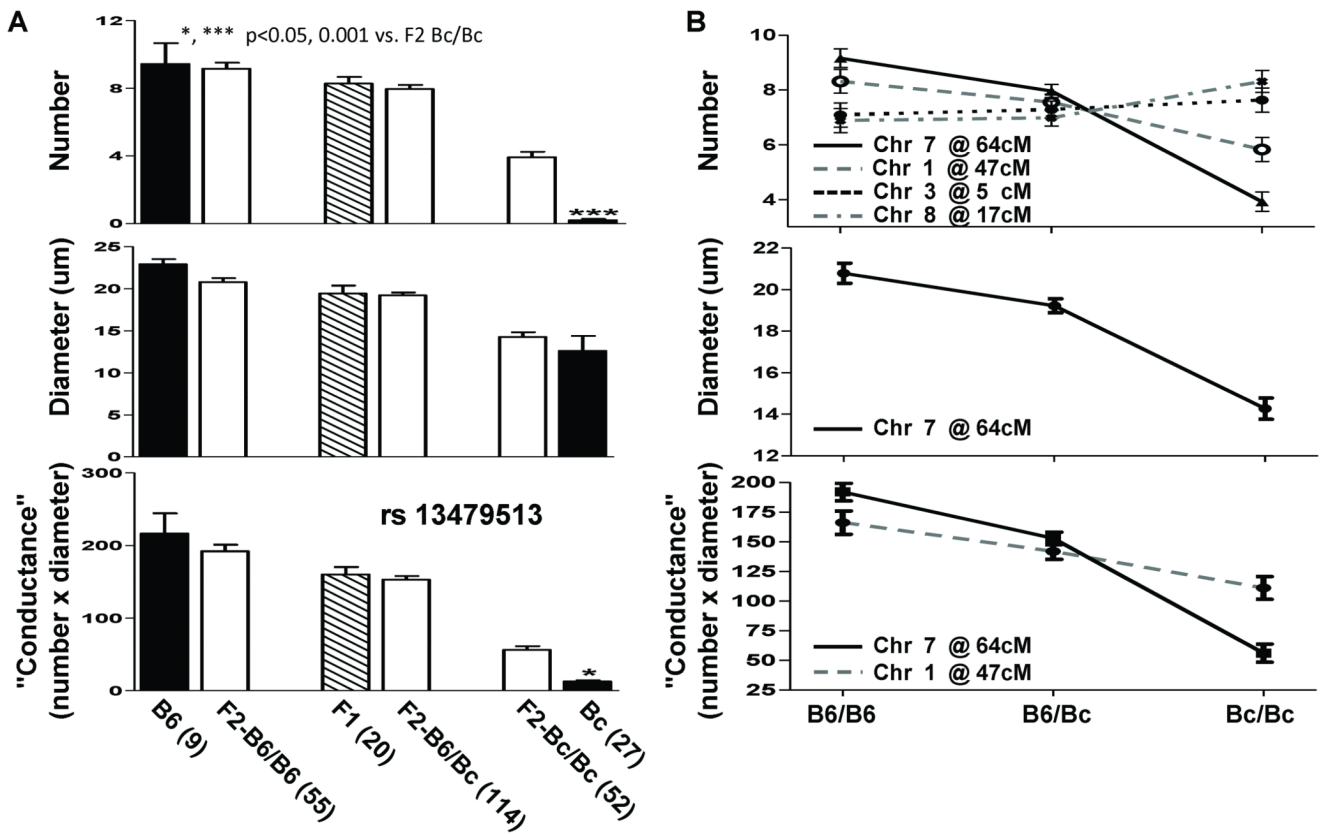 A
*, *** p<0.05, 0.001 vs. F2 Bc/Bc
Number
12
8
4
0
***
Diameter (um)
25
20
15
10
5
0
"Conductance"
(number x diameter)
300
200
100
0
rs 13479513
*
B6 (9)
F2-B6/B6 (55)
F1 (20)
F2-B6/Bc (114)
F2-Bc/Bc (52)
Bc (27)
B
Number
10
8
6
4
Chr 7 @ 64cM
Chr 1 @ 47cM
Chr 3 @ 5 cM
Chr 8 @ 17cM
Diameter (um)
22
20
18
16
14
12
Chr 7 @ 64cM
"Conductance"
(number x diameter)
200
175
150
125
100
75
50
25
Chr 7 @ 64cM
Chr 1 @ 47cM
B6/B6
B6/Bc
Bc/Bc